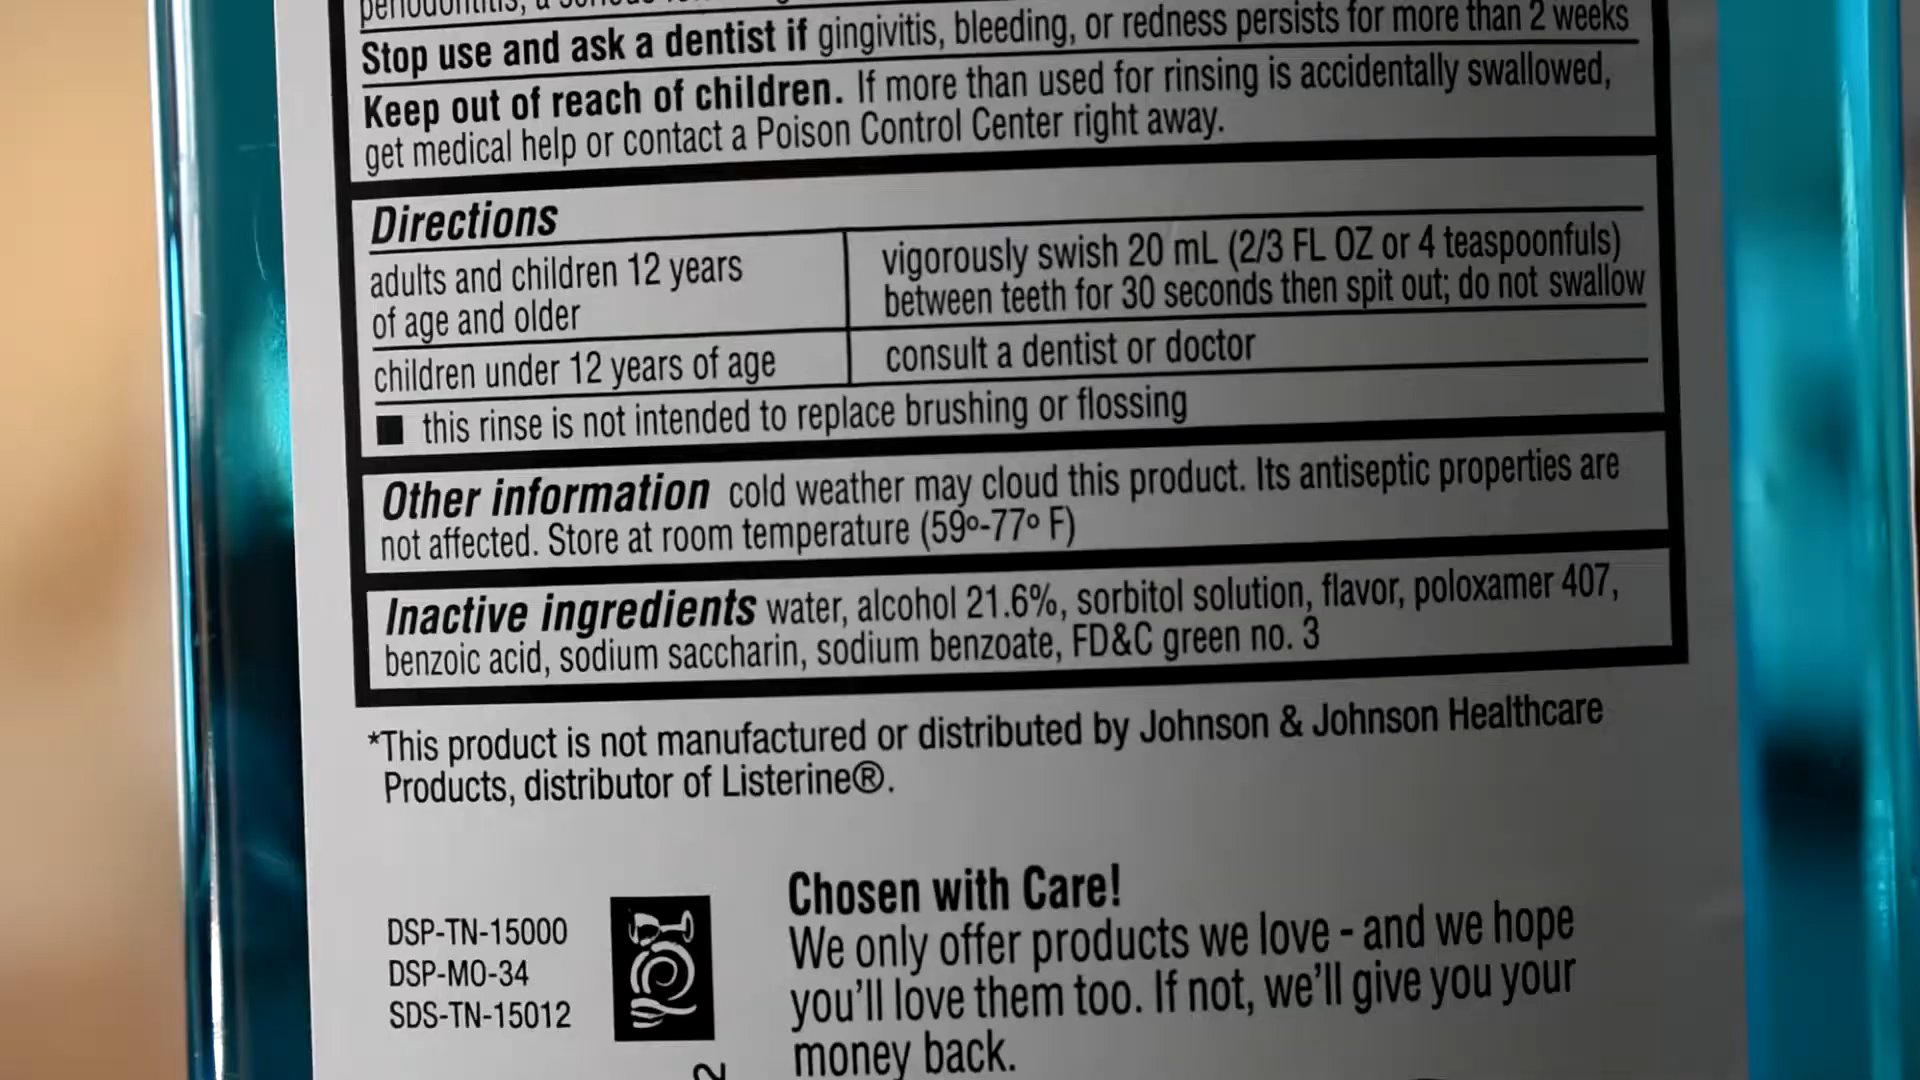 Stop use and ask a dentist if gingivitis, bleeding, or redness persists for more than 2 weeks
Keep out of reach of children. If more than used for rinsing is accidentally swallowed,
get medical help or contact a Poison Control Center right away.
Directions
adults and children 12 years
of age and older
vigorously swish 20 mL (2/3 FL OZ or 4 teaspoonfuls)
between teeth for 30 seconds then spit out; do not swallow
children under 12 years of age
consult a dentist or doctor
■ this rinse is not intended to replace brushing or flossing
Other information cold weather may cloud this product. Its antiseptic properties are
not affected. Store at room temperature (59º-77º F)
Inactive ingredients water, alcohol 21.6%, sorbitol solution, flavor, poloxamer 407,
benzoic acid, sodium saccharin, sodium benzoate, FD&C green no. 3
*This product is not manufactured or distributed by Johnson & Johnson Healthcare
Products, distributor of Listerine®.
DSP-TN-15000
DSP-MO-34
SDS-TN-15012
Chosen with Care!
We only offer products we love - and we hope
you'll love them too. If not, we'll give you your
money back.